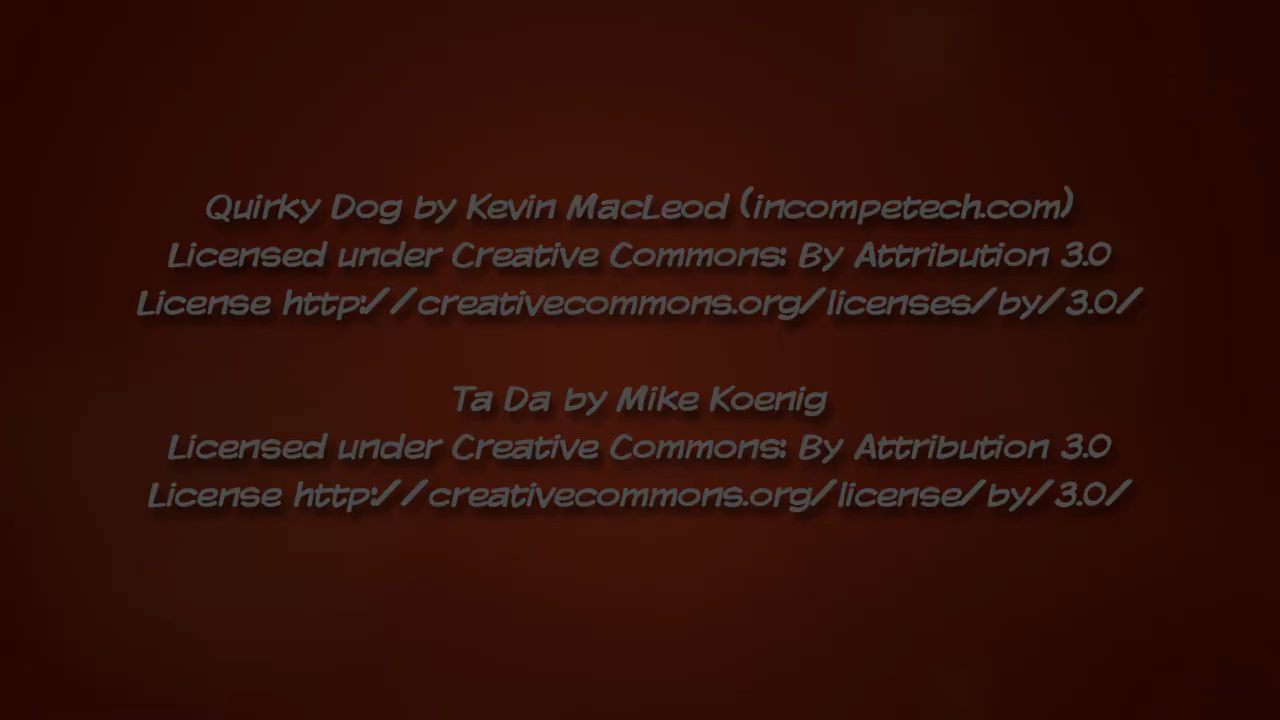 Quirky Dog by Kevin MacLeod (incompetech.com)
Licensed under Creative Commons: By Attribution 3.0
License http://creativecommons.org/licenses/by/3.0/
Ta Da by Mike Koenig
Licensed under Creative Commons: By Attribution 3.0
License http://creativecommons.org/license/by/3.0/